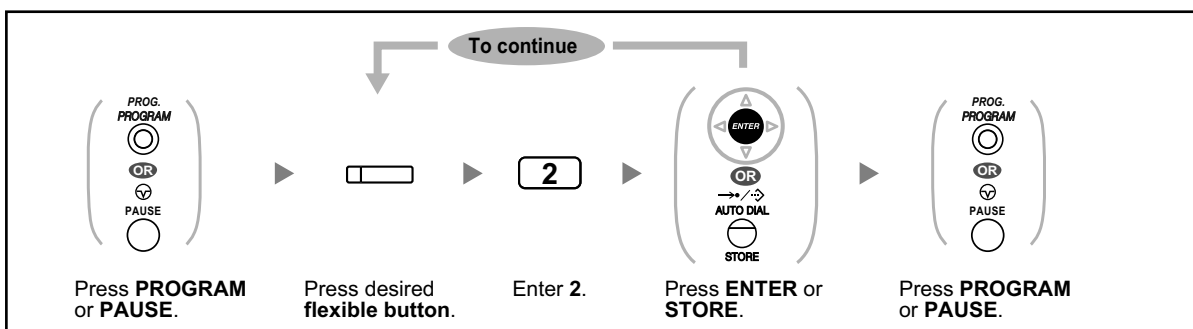 To continue
PROG.
PROGRAM
OR
PAUSE
2
ENTER
OR
AUTO DIAL
STORE
PROG.
PROGRAM
OR
PAUSE
Press PROGRAM
or PAUSE.
Press desired
flexible button.
Enter 2.
Press ENTER or
STORE.
Press PROGRAM
or PAUSE.